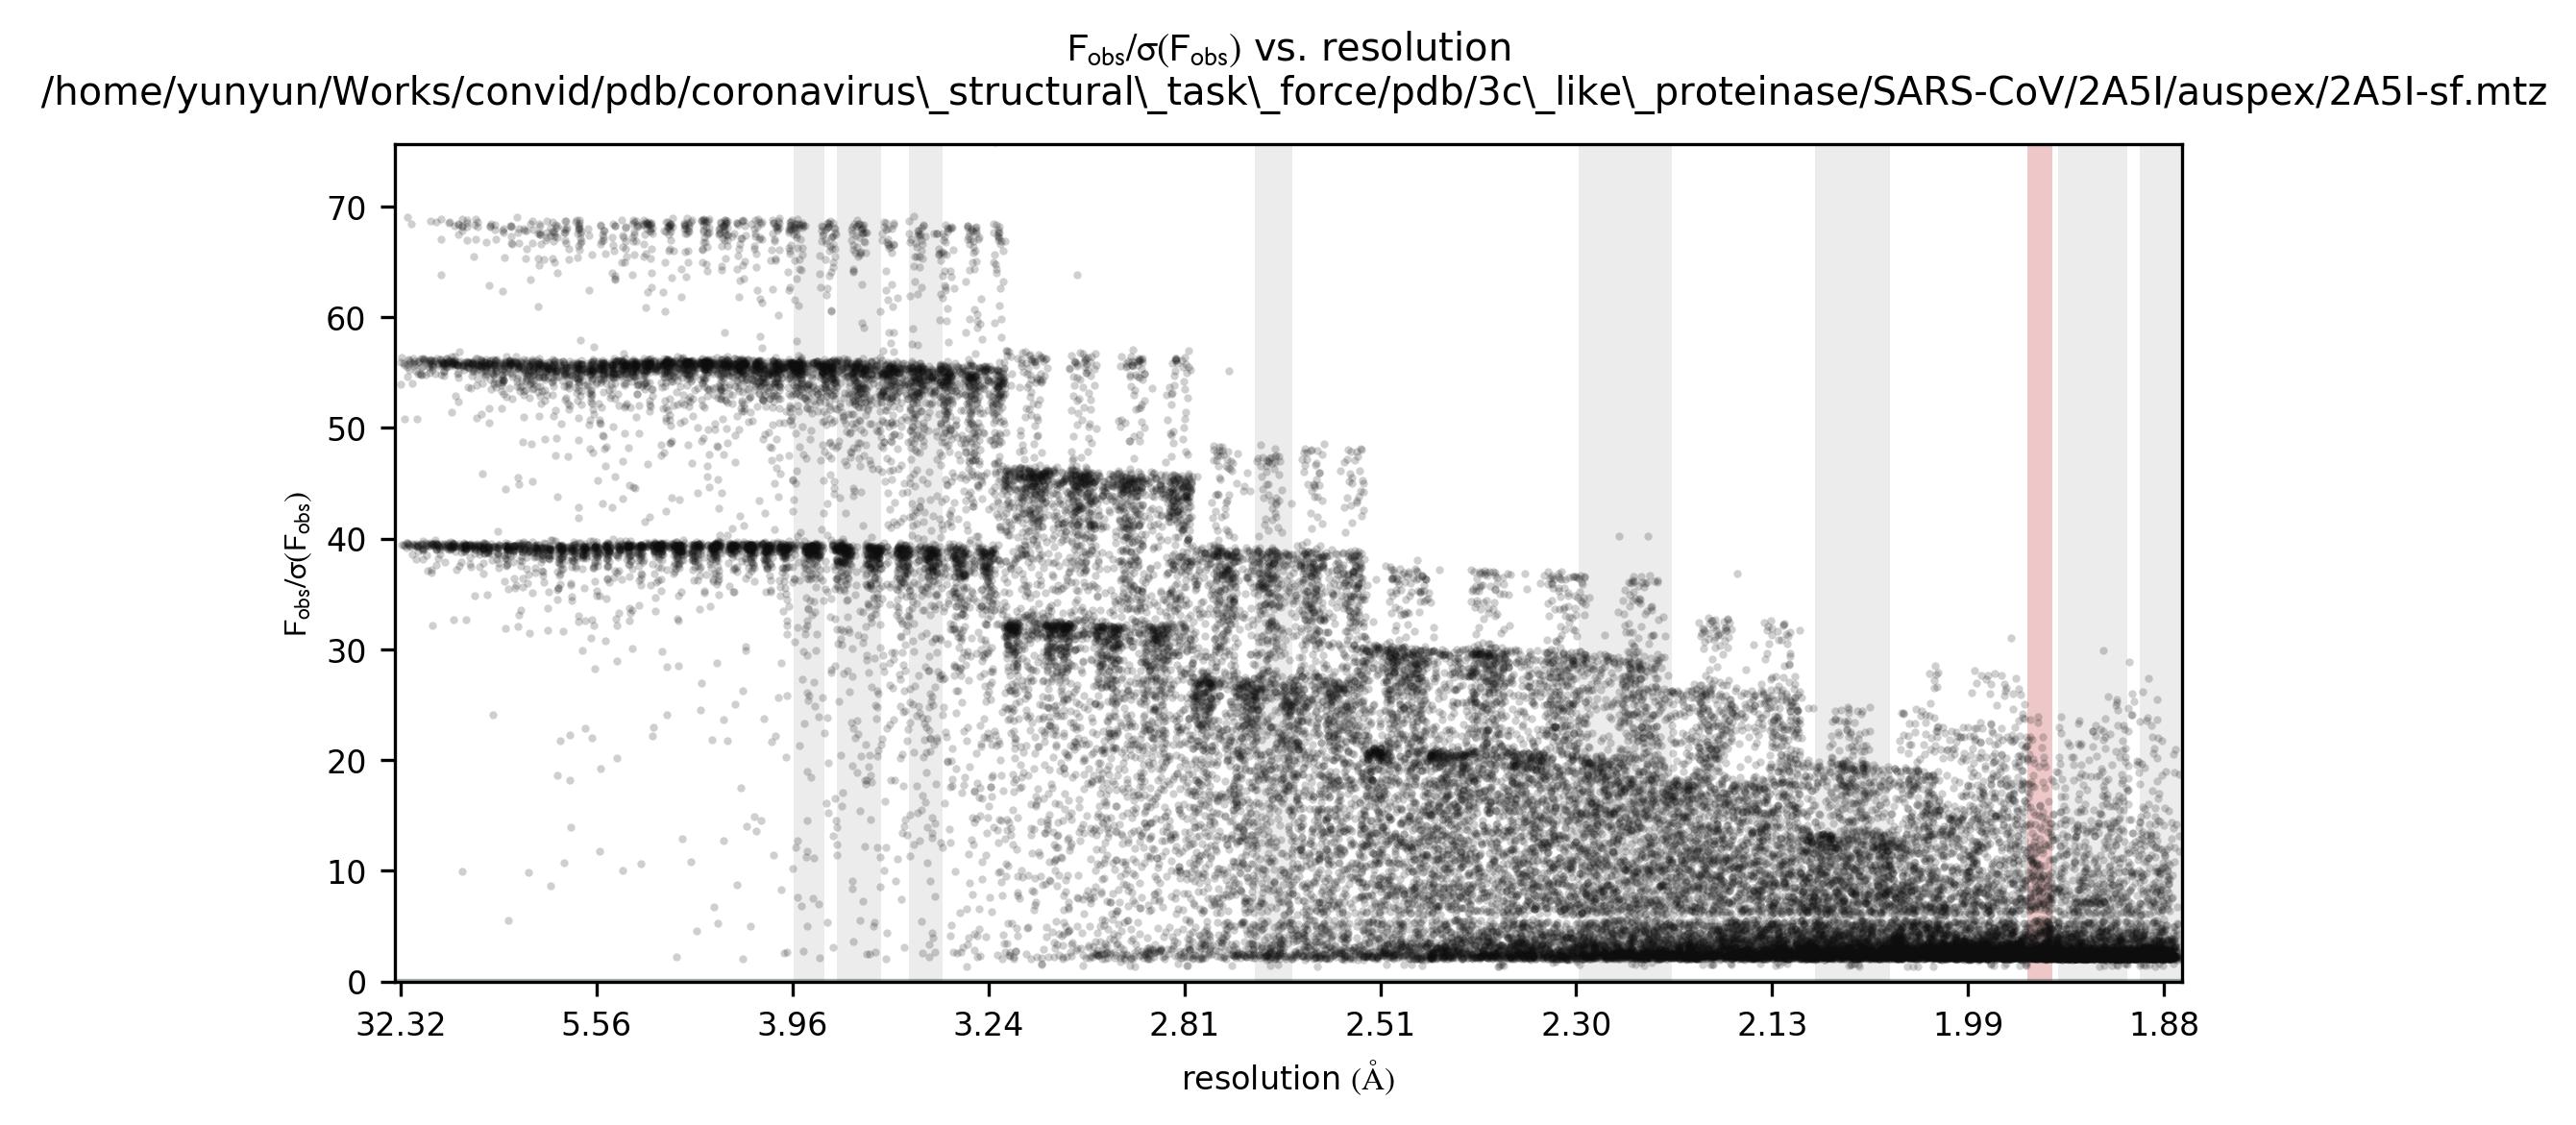 Fobs/σ(Fobs) vs. resolution
/home/yunyun/Works/convid/pdb/coronavirus\_structural\_task\_force/pdb/3c\_like\_proteinase/SARS-CoV/2A5I/auspex/2A5I-sf.mtz
70
60
50
40
30
20
10
0
Fobs/σ(Fobs)
32.32 5.56 3.96 3.24 2.81 2.51 2.30 2.13 1.99 1.88
resolution (Å)